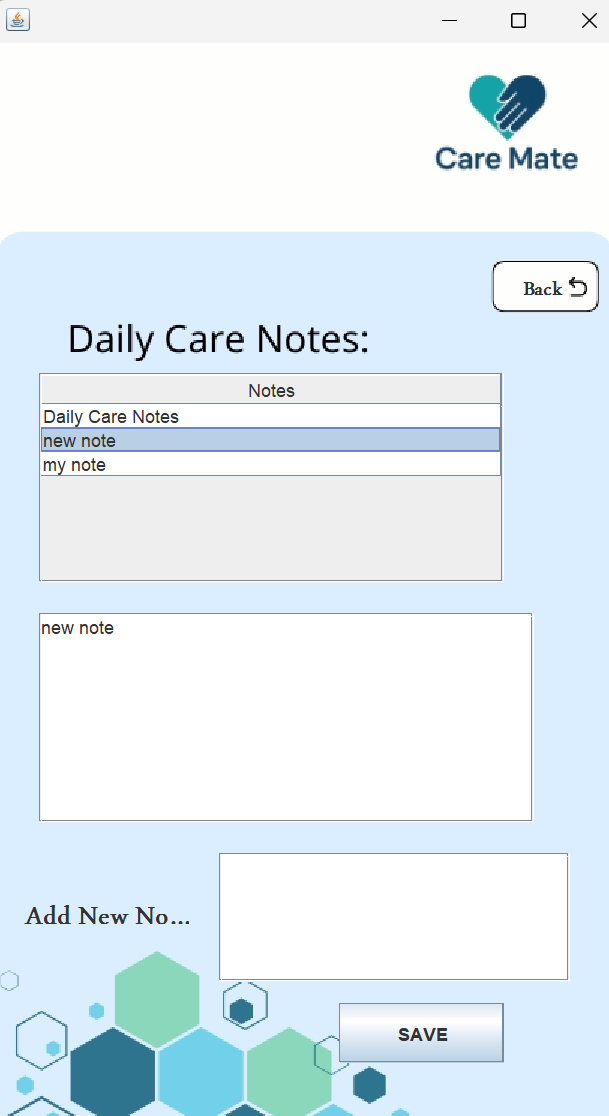 Care Mate
Back
Daily Care Notes:
Notes
Daily Care Notes
new note
my note
new note
Add New No...
SAVE